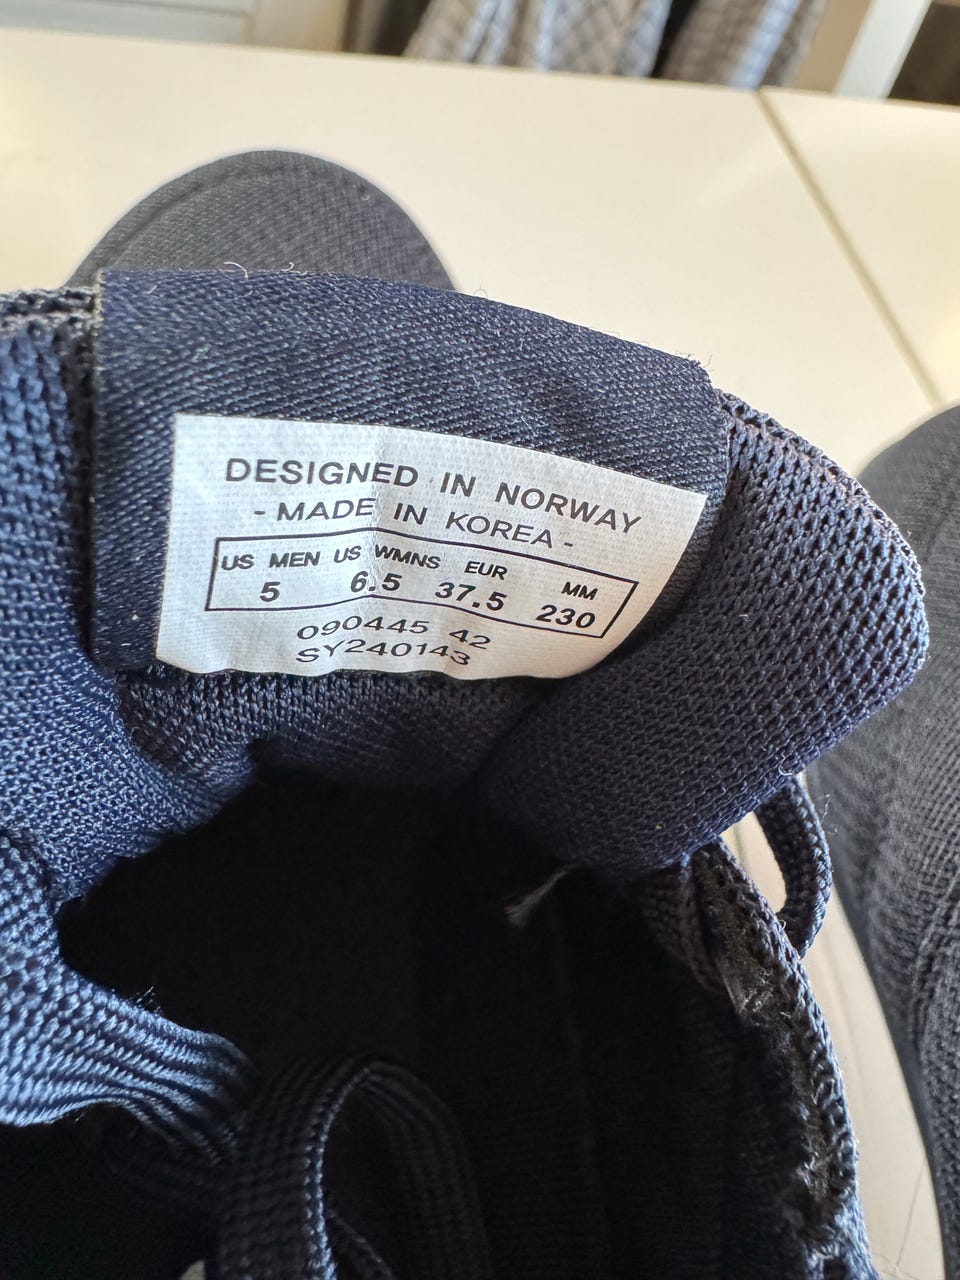 DESIGNED IN NORWAY
- MADE IN KOREA -
US MEN US WMNS EUR MM
5 6.5 37.5 230
090445 42
SY240143